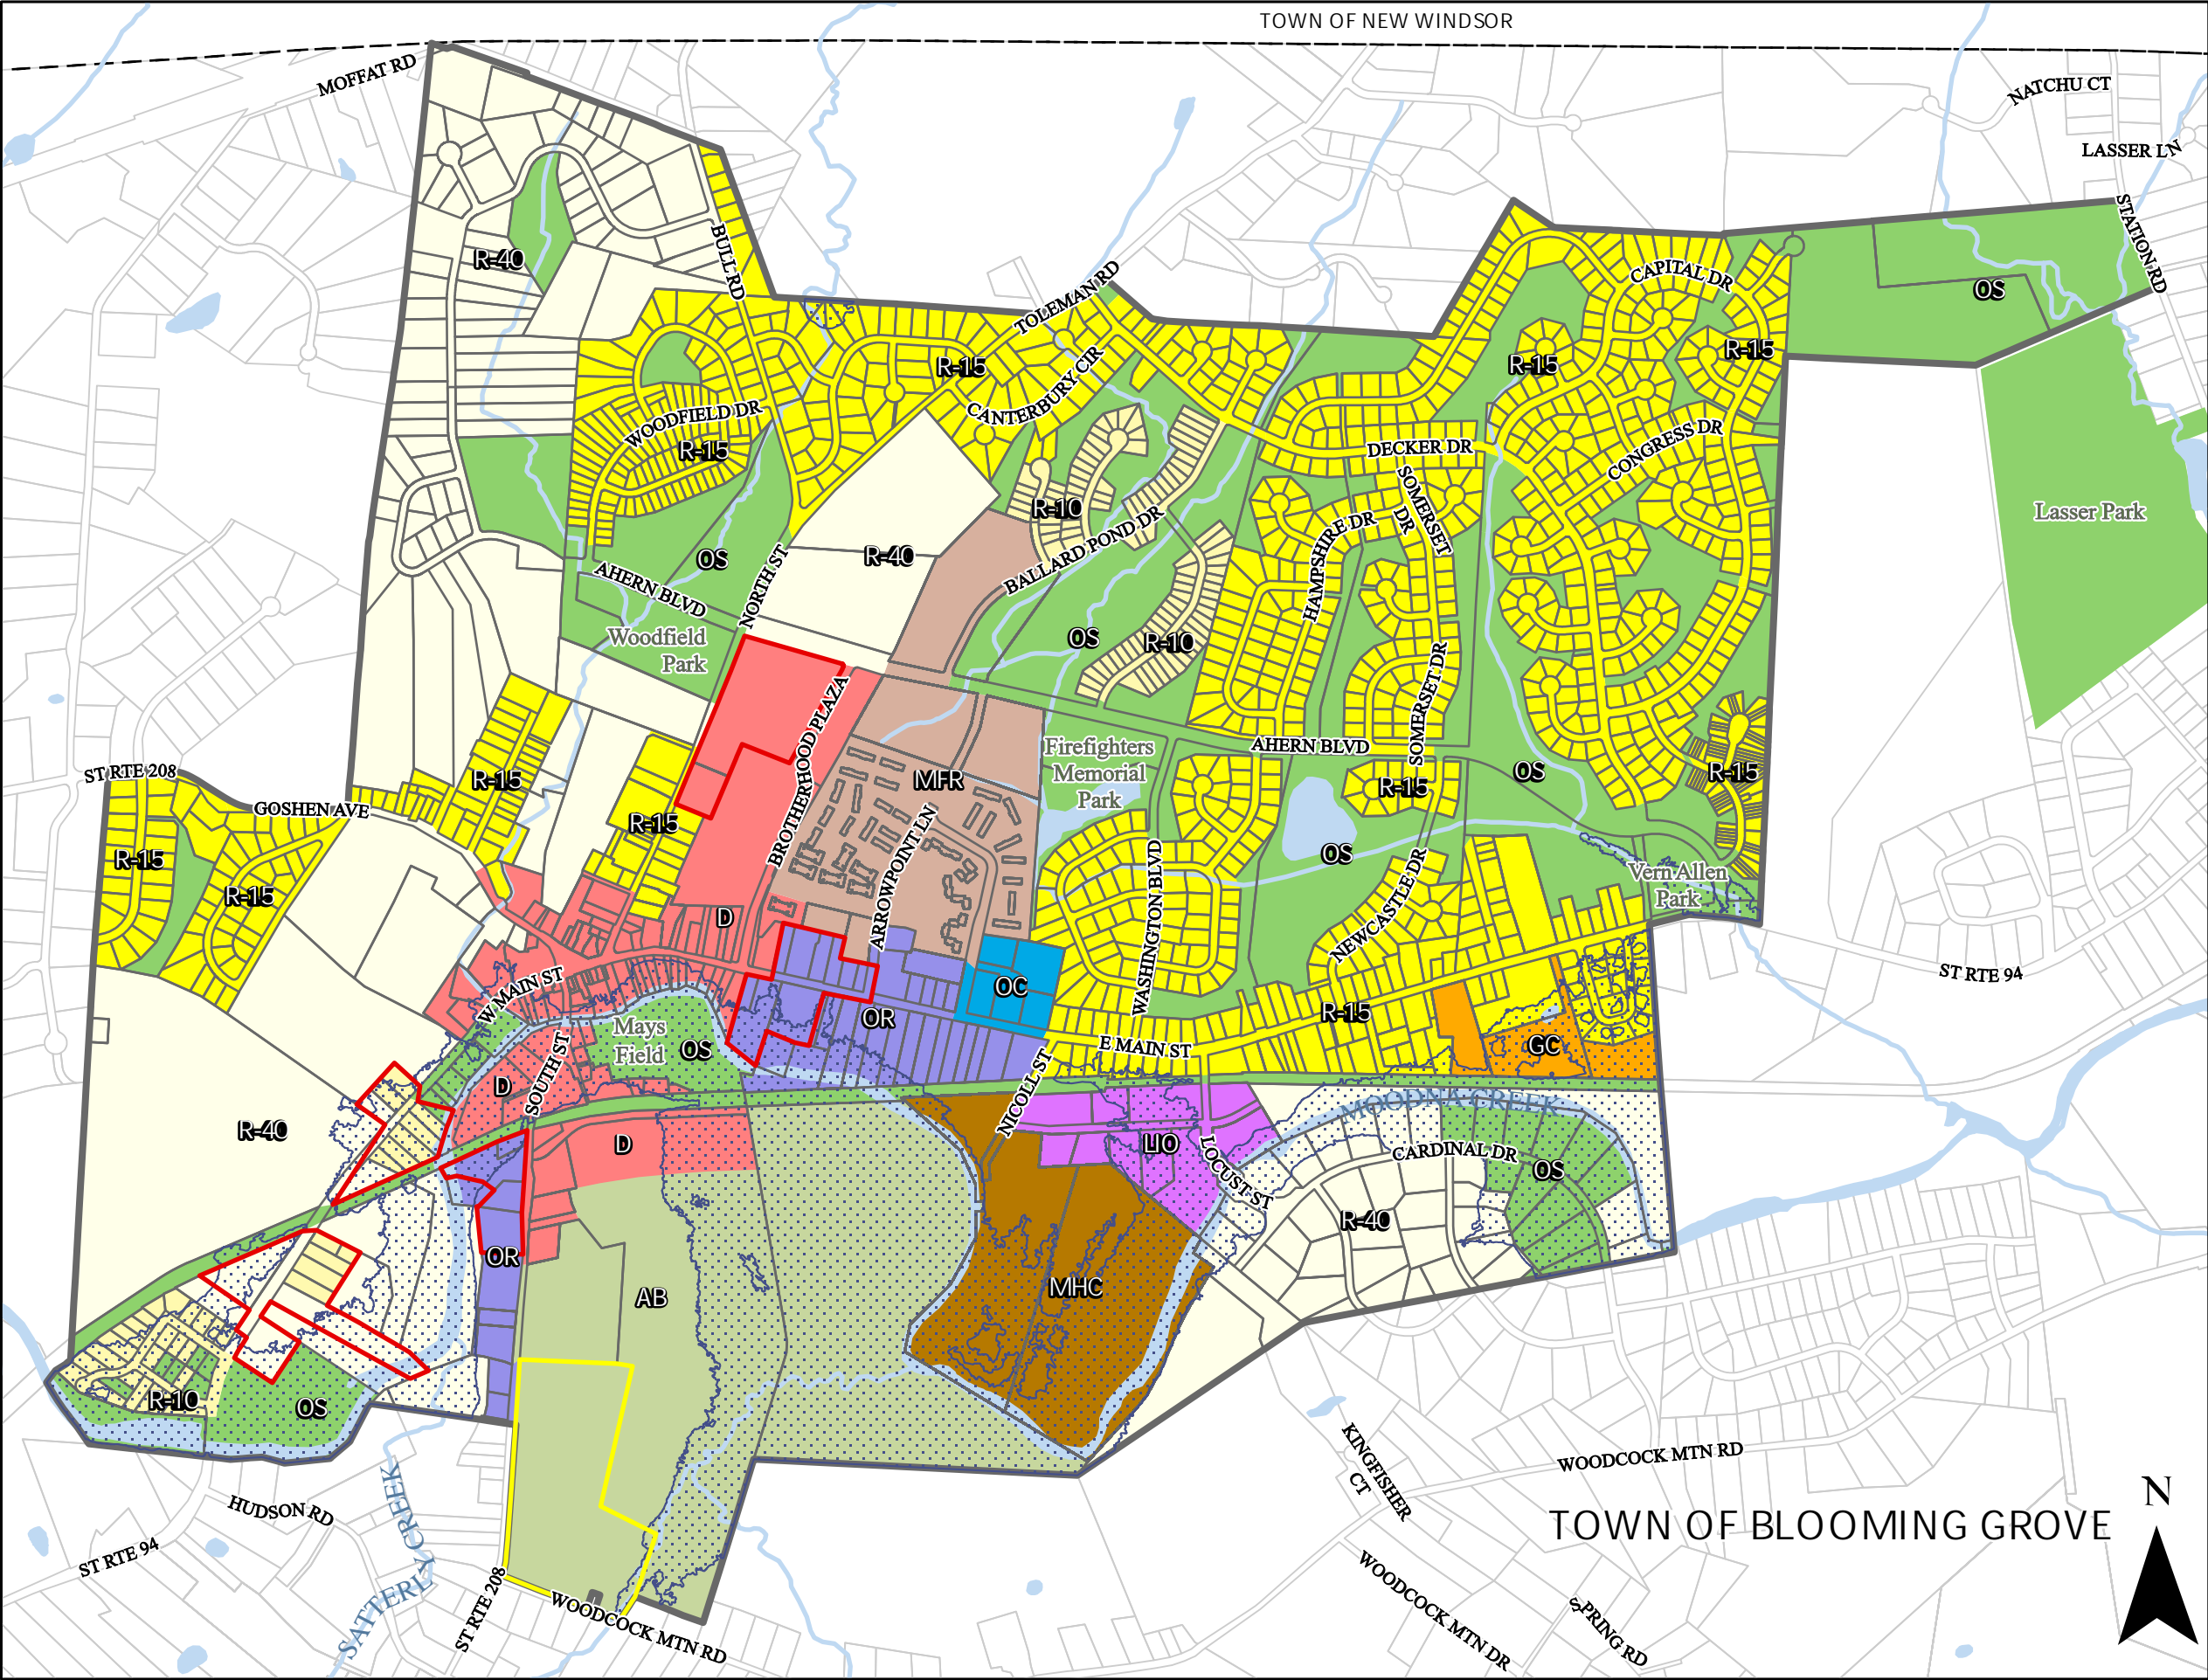 TOWN OF NEW WINDSOR
MOFFAT RD
NATCHU CT
LASSER LN
STATION RD
BULL RD
R-40
CAPITAL DR
OS
TOLEMAN RD
R-15
R-15
R-15
CANTERBURY CIR
WOODFIELD DR
R-15
DECKER DR
CONGRESS DR
SOMERSET
DR
R-10
Lasser Park
BALLARD POND DR
HAMPSHIRE DR
OS
R-40
NORTH ST
AHERN BLVD
Woodfield
Park
OS
R-10
SOMERSET DR
BROTHERHOOD PLAZA
Firefighters
Memorial
Park
AHERN BLVD
ST RTE 208
GOSHEN AVE
R-15
MFR
R-15
OS
R-15
R-15
ARROWPOINT LN
R-15
R-15
OS
WASHINGTON BLVD
NEWCASTLE DR
Vern Allen
Park
D
W MAIN ST
OC
ST RTE 94
OR
R-15
Mays
Field
OS
E MAIN ST
GC
SOUTH ST
D
NICOLL ST
MOODNA CREEK
R-40
D
LIO
LOCUST ST
CARDINAL DR
OS
R-40
OR
AB
MHC
R-10
OS
KINGFISHER
CT
WOODCOCK MTN RD
SATTERLY CREEK
HUDSON RD
ST RTE 94
N
TOWN OF BLOOMING GROVE
ST RTE 208
WOODCOCK MTN RD
WOODCOCK MTN DR
SPRING RD